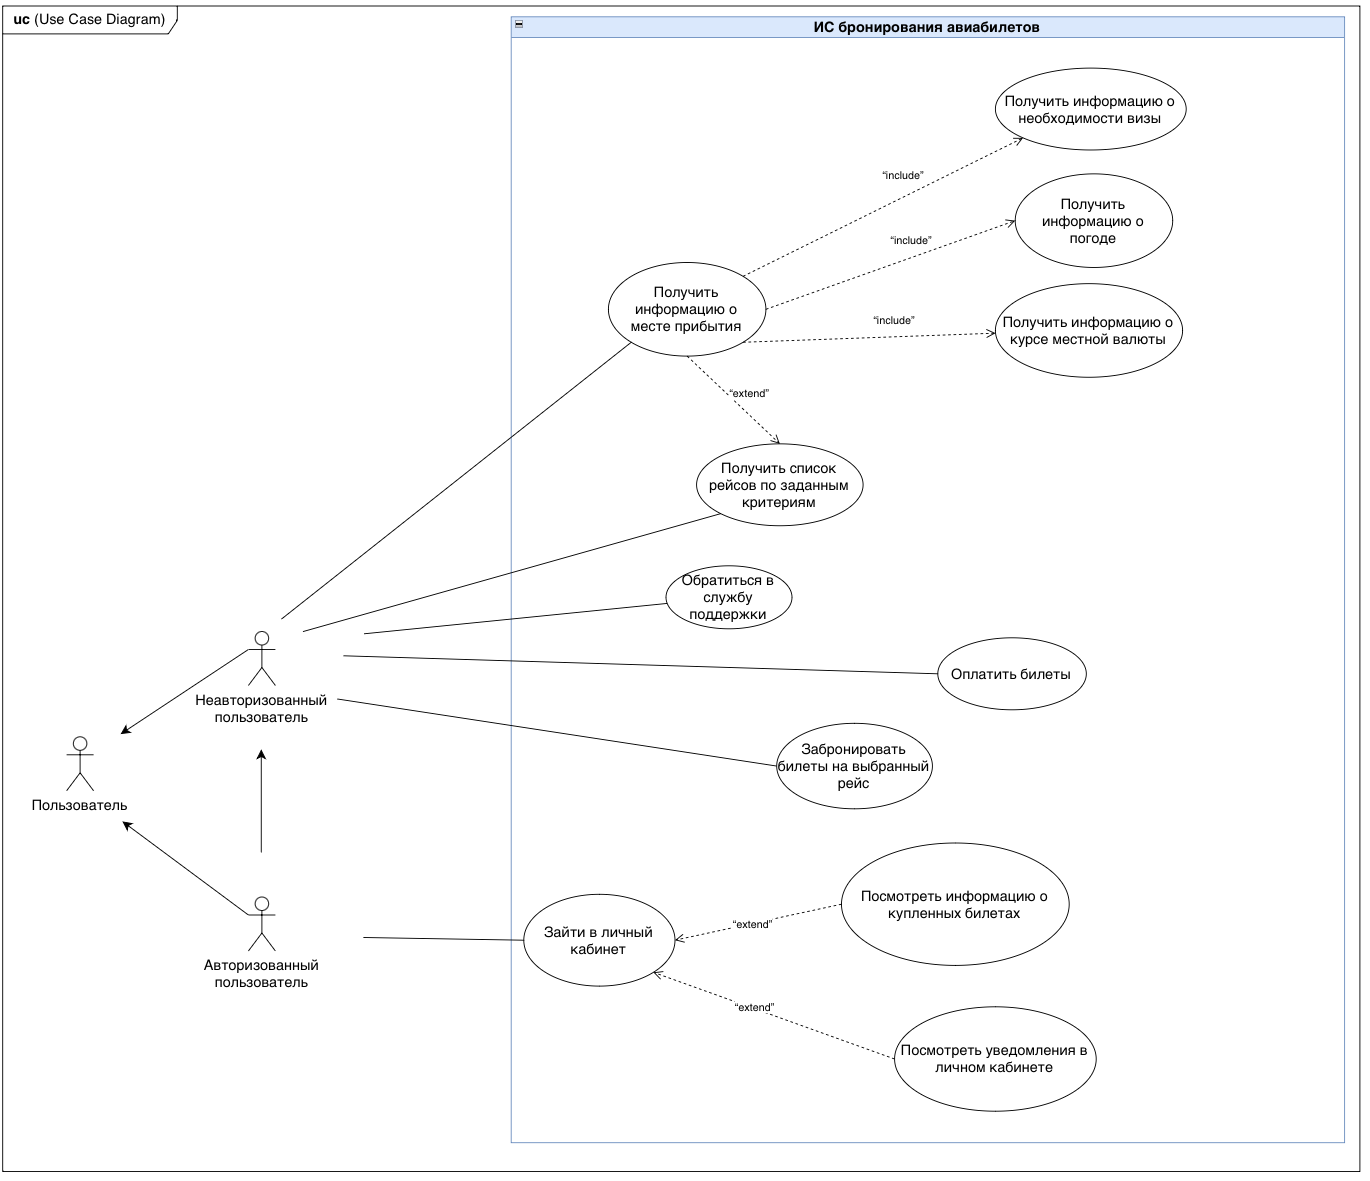 uc (Use Case Diagram)
ИС бронирования авиабилетов
Получить информацию о
необходимости визы
“include”
Получить
информацию о
погоде
“include”
Получить
информацию о
месте прибытия
“include”
Получить информацию о
курсе местной валюты
“extend”
Получить список
рейсов по заданным
критериям
Обратиться в
службу
поддержки
Оплатить билеты
Неавторизованный
пользователь
Забронировать
билеты на выбранный
рейс
Пользователь
Посмотреть информацию о
купленных билетах
“extend”
Зайти в личный
кабинет
Авторизованный
пользователь
“extend”
Посмотреть уведомления в
личном кабинете